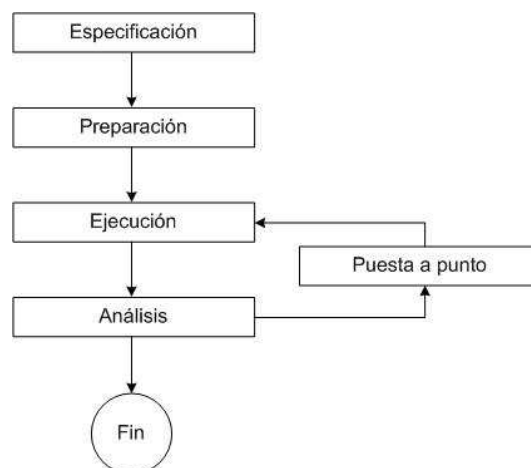 Especificación
Preparación
Ejecución
Puesta a punto
Análisis
Fin